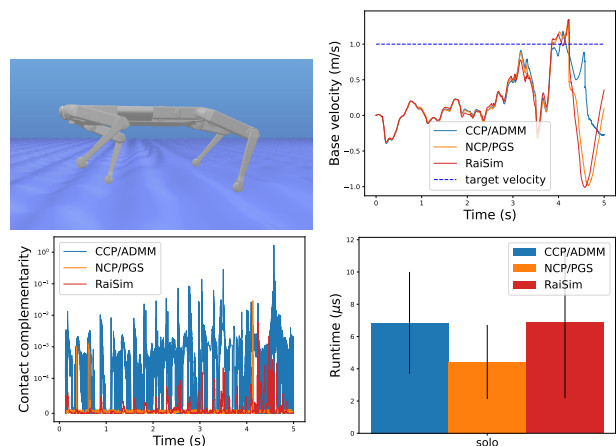 Base velocity (m/s)
1.0
0.5
0.0
−0.5
−1.0
CCP/ADMM
NCP/PGS
RaiSim
target velocity
0 1 2 3 4 5
Time (s)
Contact complementarity
10⁰
10⁻¹
10⁻²
10⁻³
10⁻⁴
0
CCP/ADMM
NCP/PGS
RaiSim
0 1 2 3 4 5
Time (s)
Runtime (μs)
12
10
8
6
4
2
0
CCP/ADMM
NCP/PGS
RaiSim
solo